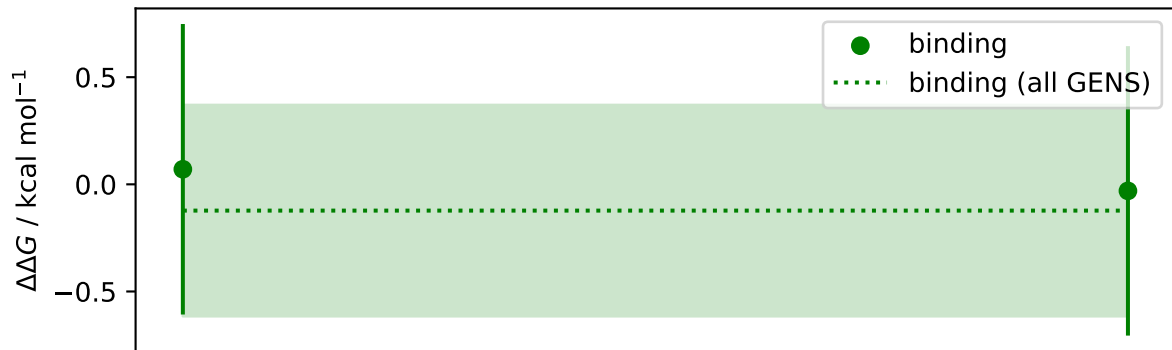 binding
binding (all GENS)
0.5
0.0
−0.5
ΔΔG / kcal mol⁻¹